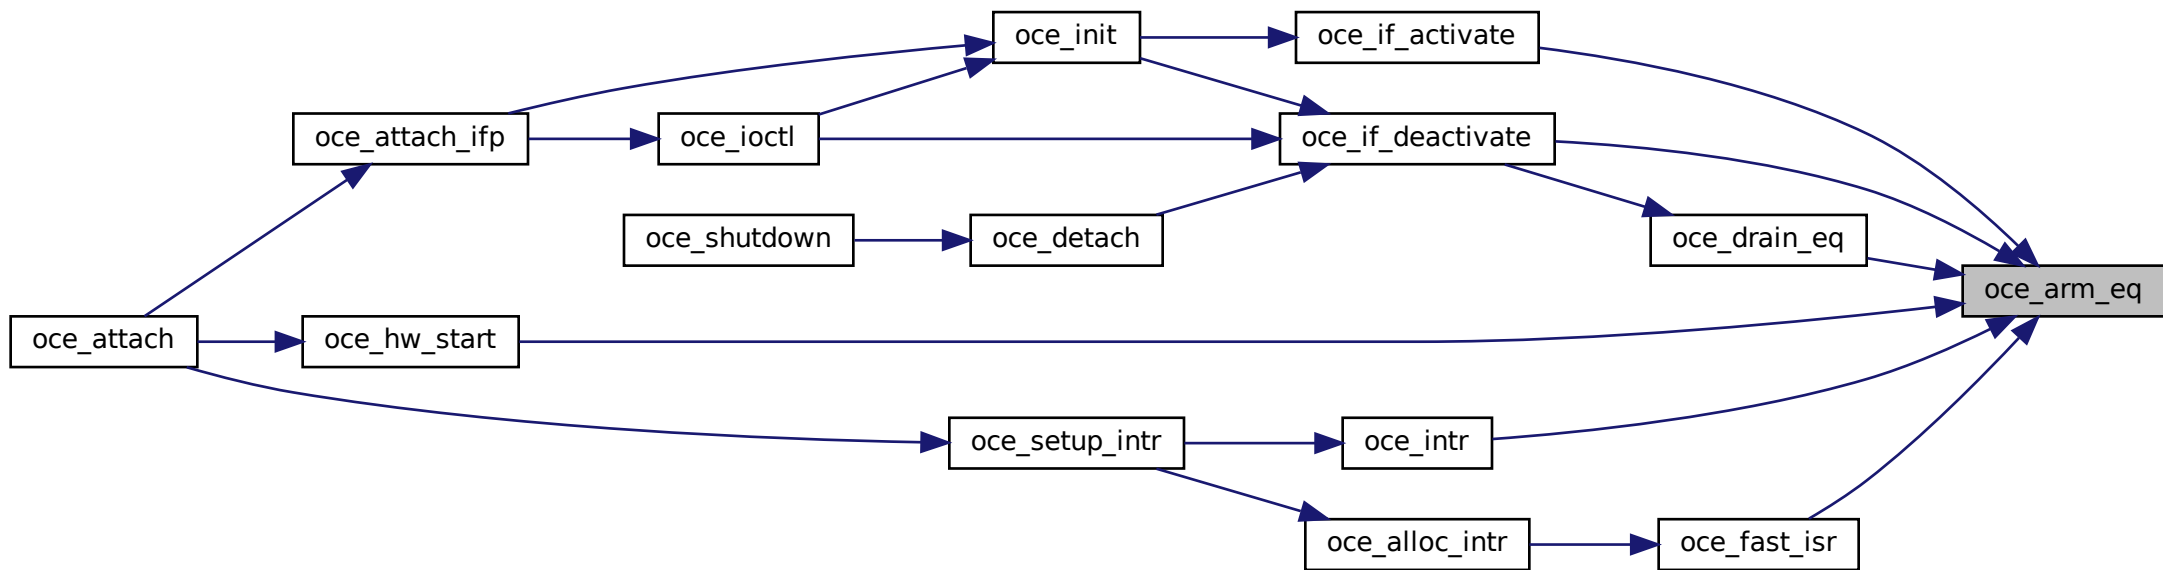 oce_init
oce_if_activate
oce_attach_ifp
oce_ioctl
oce_if_deactivate
oce_shutdown
oce_detach
oce_drain_eq
oce_arm_eq
oce_attach
oce_hw_start
oce_setup_intr
oce_intr
oce_alloc_intr
oce_fast_isr